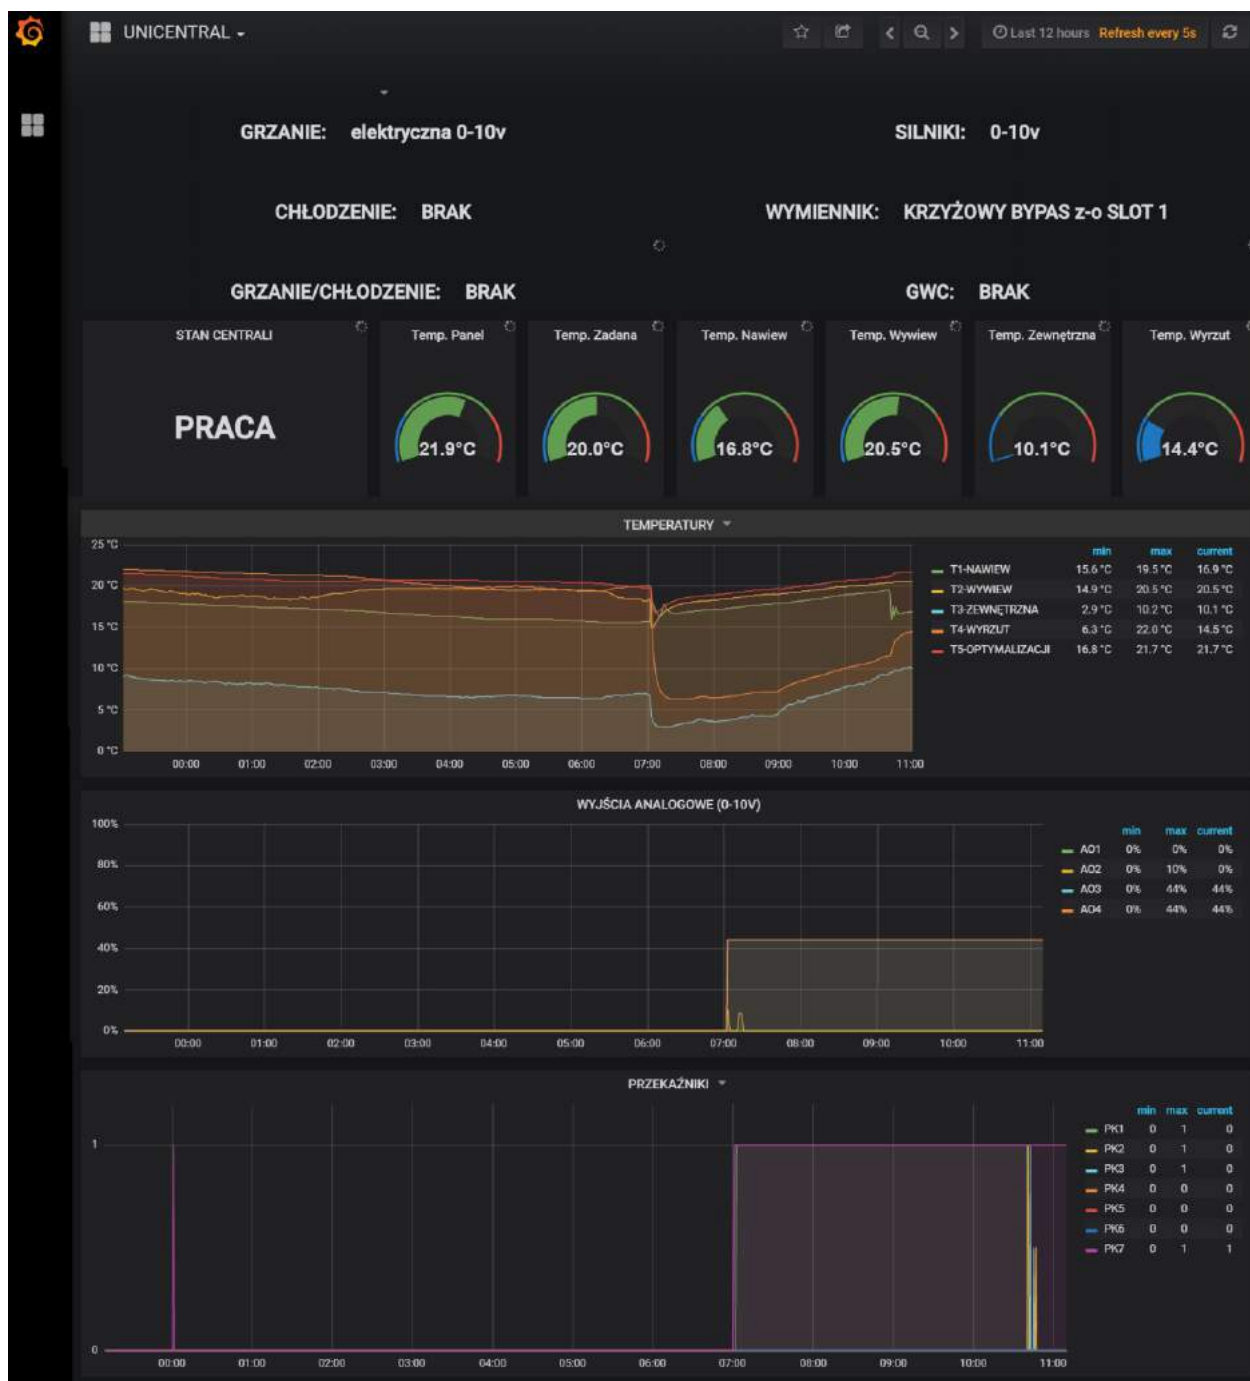 UNICENTRAL
Last 12 hours Refresh every 5s
GRZANIE: elektryczna 0-10v
SILNIKI: 0-10v
CHŁODZENIE: BRAK
WYMIENNIK: KRZYŻOWY BYPAS z-o SLOT 1
GRZANIE/CHŁODZENIE: BRAK
GWC: BRAK
STAN CENTRALI
PRACA
Temp. Panel
21.9°C
Temp. Zadana
20.0°C
Temp. Nawiew
16.8°C
Temp. Wywiew
20.5°C
Temp. Zewnętrzna
10.1°C
Temp. Wyrzut
14.4°C
TEMPERATURY
25 °C
20 °C
15 °C
10 °C
5 °C
0 °C
00:00 01:00 02:00 03:00 04:00 05:00 06:00 07:00 08:00 09:00 10:00 11:00
min max current
T1-NAWIEW 15.6 °C 19.5 °C 16.9 °C
T2-WYWIEW 14.9 °C 20.5 °C 20.5 °C
T3-ZEWNĘTRZNA 2.9 °C 10.2 °C 10.1 °C
T4-WYRZUT 6.3 °C 22.0 °C 14.5 °C
T5-OPTYMALIZACJI 16.8 °C 21.7 °C 21.7 °C
WYJŚCIA ANALOGOWE (0-10V)
100%
80%
60%
40%
20%
0%
00:00 01:00 02:00 03:00 04:00 05:00 06:00 07:00 08:00 09:00 10:00 11:00
min max current
AO1 0% 0% 0%
AO2 0% 10% 0%
AO3 0% 44% 44%
AO4 0% 44% 44%
PRZEKAŹNIKI
1
0
00:00 01:00 02:00 03:00 04:00 05:00 06:00 07:00 08:00 09:00 10:00 11:00
min max current
PK1 0 1 0
PK2 0 1 0
PK3 0 1 0
PK4 0 0 0
PK5 0 0 0
PK6 0 0 0
PK7 0 1 1